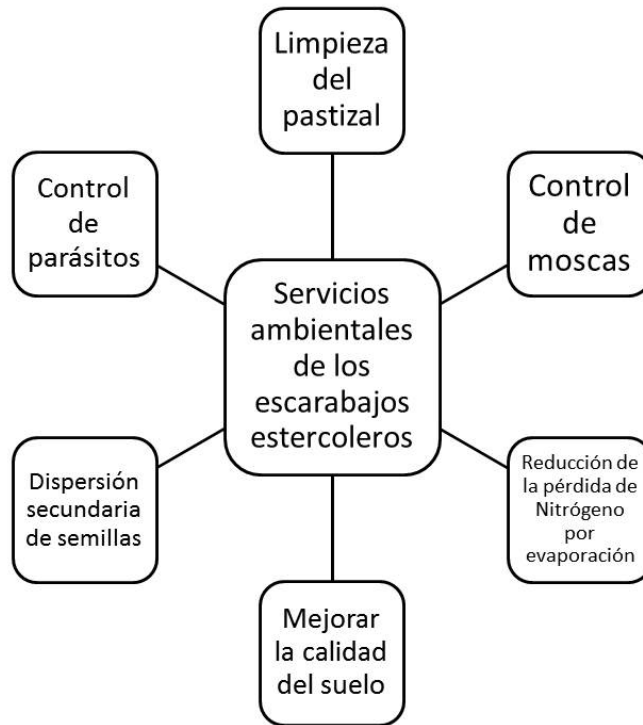 Limpieza
del
pastizal
Control
de
parásitos
Control
de
moscas
Servicios
ambientales
de los
escarabajos
estercoleros
Dispersión
secundaria
de semillas
Reducción de
la pérdida de
Nitrógeno
por
evaporación
Mejorar
la calidad
del suelo